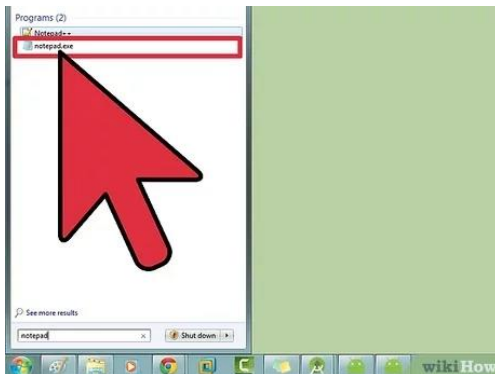 Programs (2)
Notepad++
notepad.exe
See more results
notepad
Shut down
wikiHow